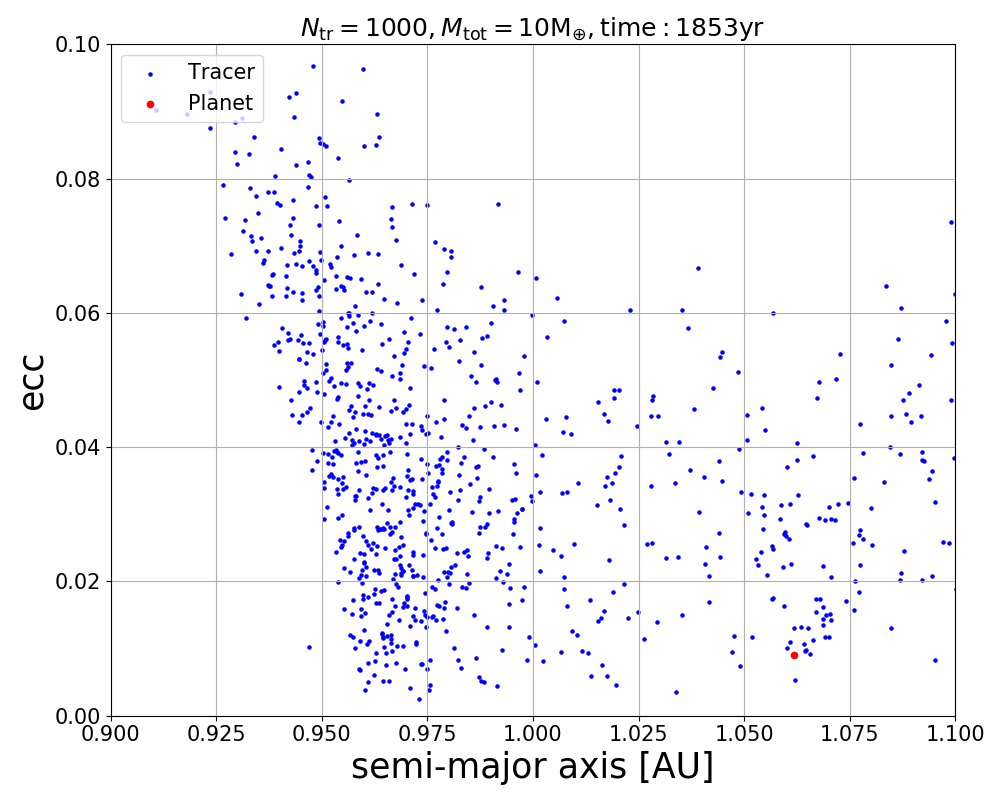 N_tr = 1000, M_tot = 10M_⊕, time : 1853yr
Tracer
Planet
ecc
0.10
0.08
0.06
0.04
0.02
0.00
0.900 0.925 0.950 0.975 1.000 1.025 1.050 1.075 1.100
semi-major axis [AU]